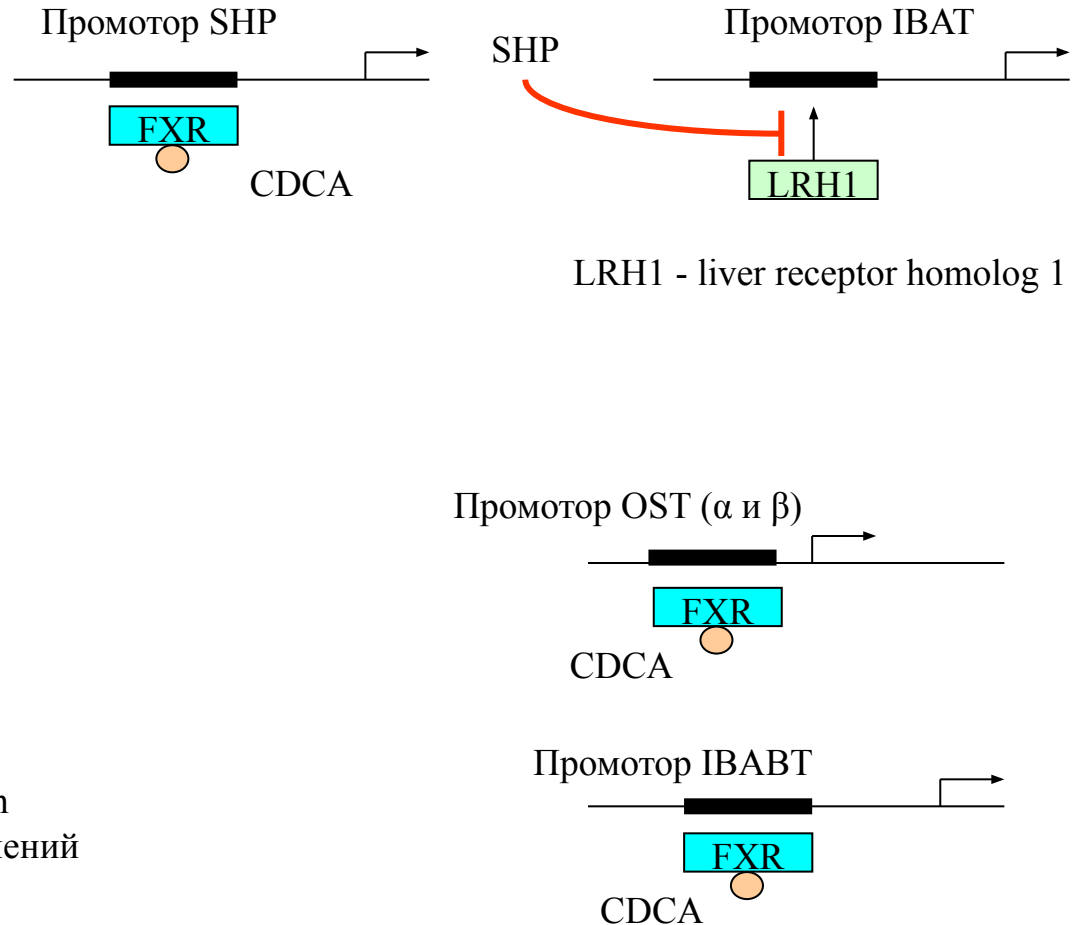 Промотор SHP
SHP
Промотор IBAT
FXR
CDCA
LRH1
LRH1 - liver receptor homolog 1
Промотор OST (α и β)
FXR
CDCA
Промотор IBABT
FXR
CDCA